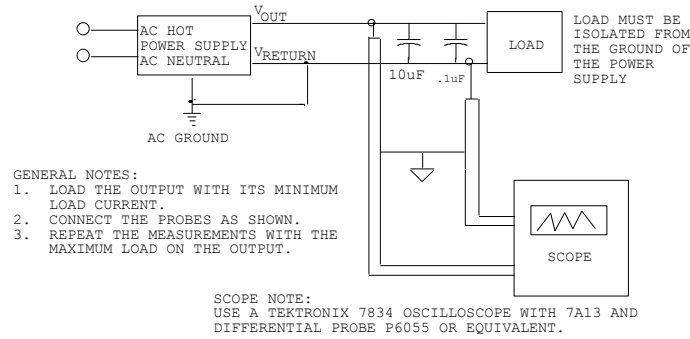 VOUT
AC HOT
POWER SUPPLY
AC NEUTRAL
VRETURN
AC GROUND
10uF
.1uF
LOAD
LOAD MUST BE
ISOLATED FROM
THE GROUND OF
THE POWER
SUPPLY
GENERAL NOTES:
1. LOAD THE OUTPUT WITH ITS MINIMUM
LOAD CURRENT.
2. CONNECT THE PROBES AS SHOWN.
3. REPEAT THE MEASUREMENTS WITH THE
MAXIMUM LOAD ON THE OUTPUT.
SCOPE
SCOPE NOTE:
USE A TEKTRONIX 7834 OSCILLOSCOPE WITH 7A13 AND
DIFFERENTIAL PROBE P6055 OR EQUIVALENT.